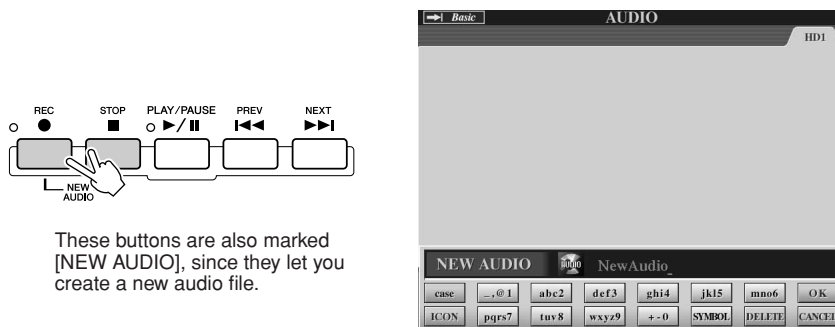 REC STOP PLAY/PAUSE PREV NEXT
NEW
AUDIO
These buttons are also marked
[NEW AUDIO], since they let you
create a new audio file.
Basic AUDIO
HD1
NEW AUDIO AUDIO NewAudio_
case _,@1 abc2 def3 ghi4 jkl5 mno6 OK
ICON pqrs7 tuv8 wxyz9 +-0 SYMBOL DELETE CANCEL